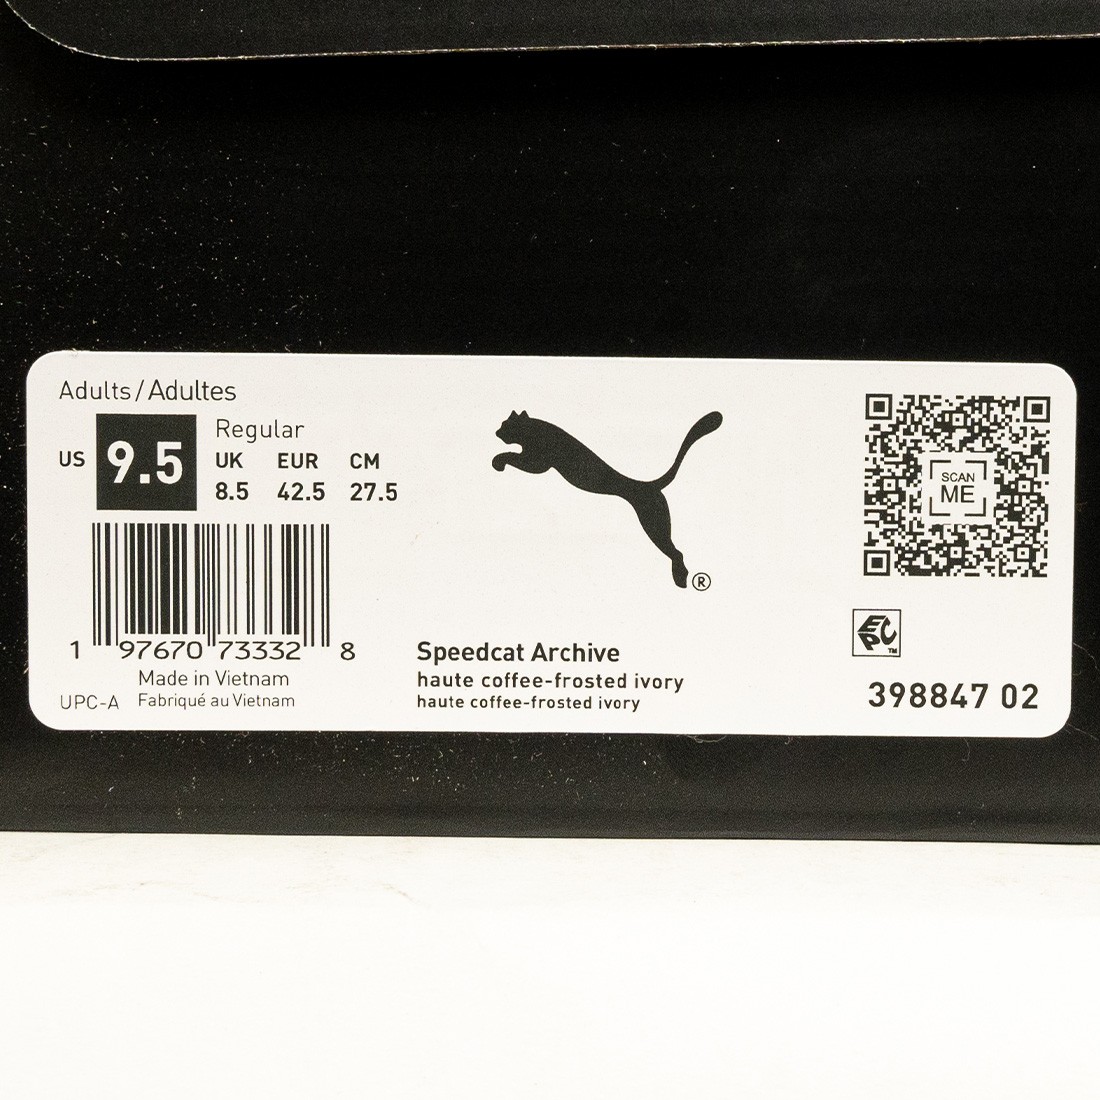 Adults/Adultes
US 9.5
Regular
UK EUR CM
8.5 42.5 27.5
1 97670 73332 8
Made in Vietnam
UPC-A Fabriqué au Vietnam
®
Speedcat Archive
haute coffee-frosted ivory
haute coffee-frosted ivory
SCAN
ME
EPC™
398847 02